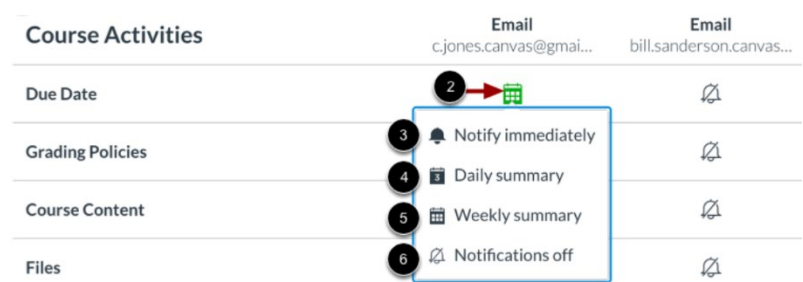 Course Activities
Email
c.jones.canvas@gmai...
Email
bill.sanderson.canvas...
Due Date
2
3 Notify immediately
Grading Policies
4 3 Daily summary
Course Content
5 Weekly summary
6 Notifications off
Files